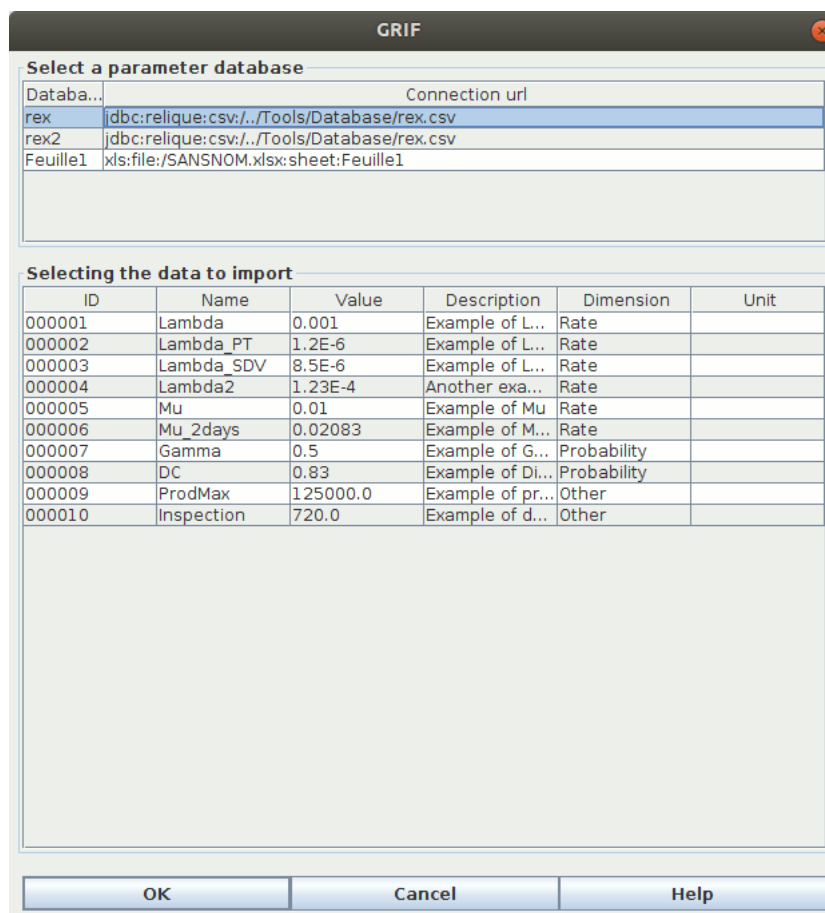 GRIF
Select a parameter database
Databa... Connection url
rex jdbc:relique:csv:/../Tools/Database/rex.csv
rex2 jdbc:relique:csv:/../Tools/Database/rex.csv
Feuille1 xls:file:/SANSNOM.xlsx:sheet:Feuille1
Selecting the data to import
ID Name Value Description Dimension Unit
000001 Lambda 0.001 Example of L... Rate
000002 Lambda_PT 1.2E-6 Example of L... Rate
000003 Lambda_SDV 8.5E-6 Example of L... Rate
000004 Lambda2 1.23E-4 Another exa... Rate
000005 Mu 0.01 Example of Mu Rate
000006 Mu_2days 0.02083 Example of M... Rate
000007 Gamma 0.5 Example of G... Probability
000008 DC 0.83 Example of Di... Probability
000009 ProdMax 125000.0 Example of pr... Other
000010 Inspection 720.0 Example of d... Other
OK Cancel Help